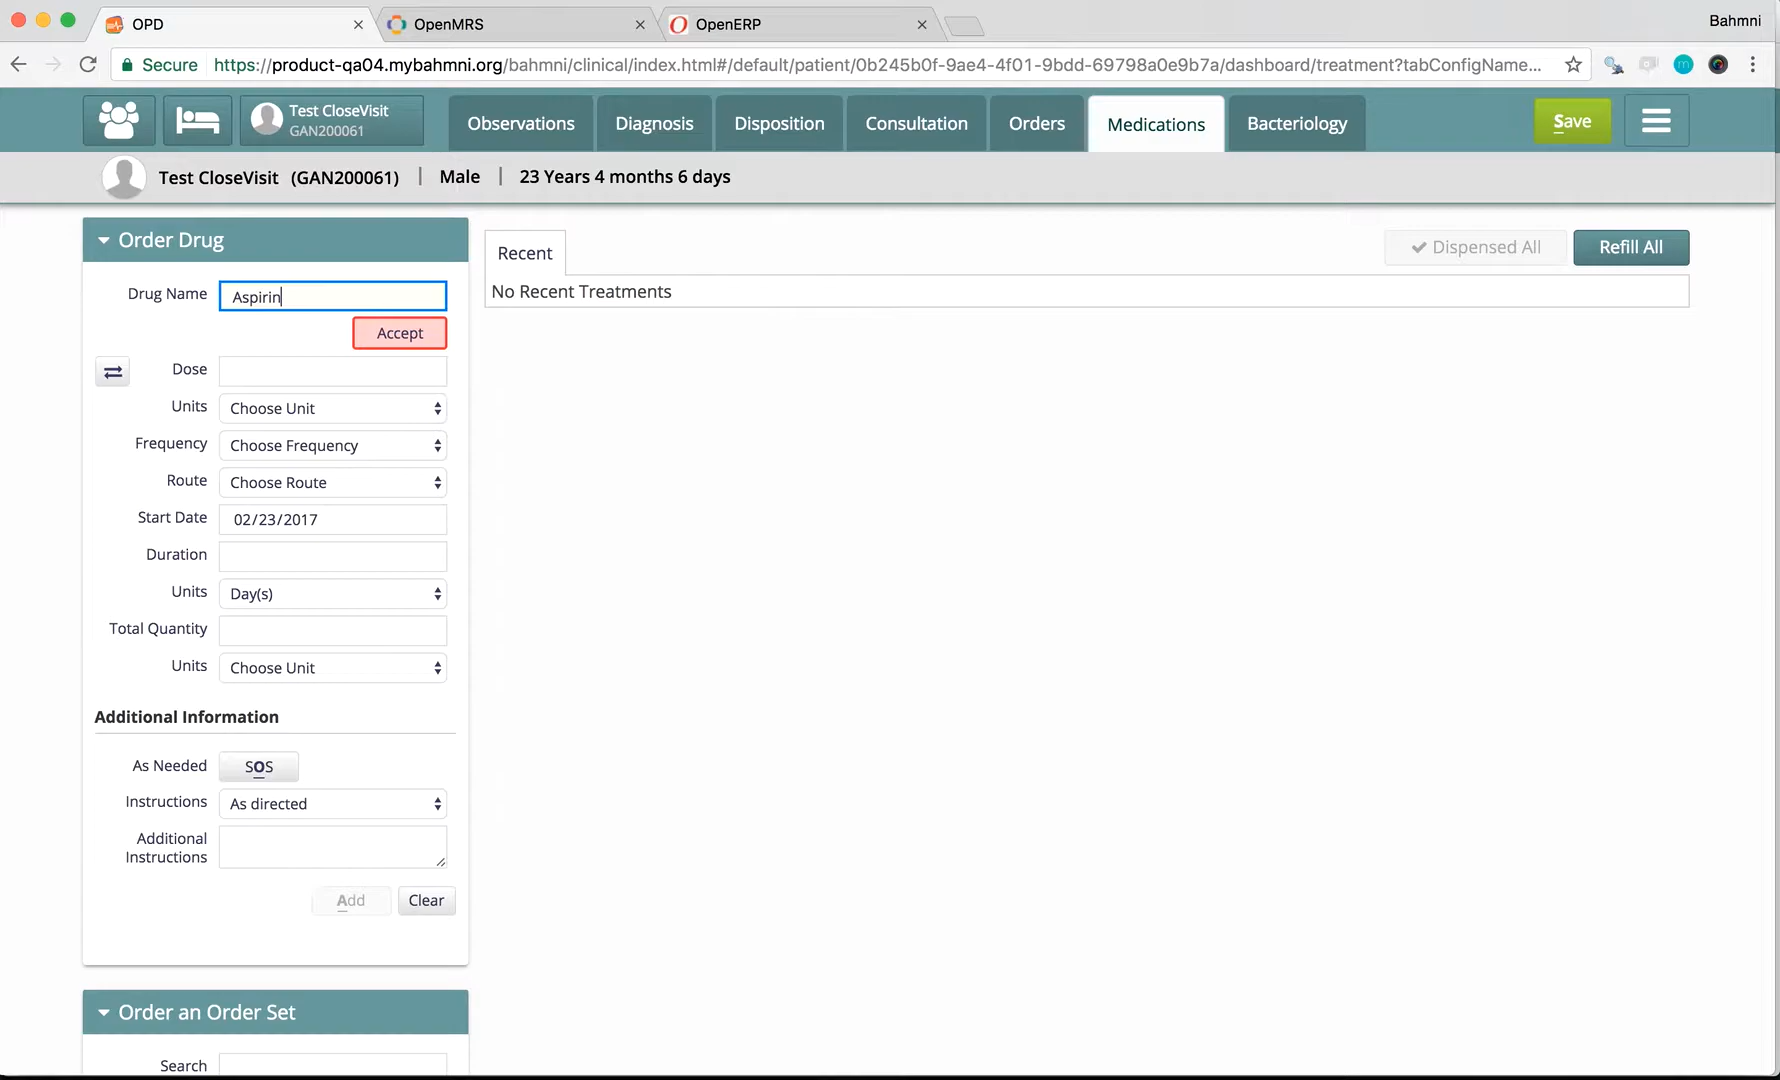 OPD
OpenMRS
OpenERP
Bahmni
Secure https://product-qa04.mybahmni.org/bahmni/clinical/index.html#/default/patient/0b245b0f-9ae4-4f01-9bdd-69798a0e9b7a/dashboard/treatment?tabConfigName...
Test CloseVisit
GAN200061
Observations
Diagnosis
Disposition
Consultation
Orders
Medications
Bacteriology
Save
Test CloseVisit (GAN200061) | Male | 23 Years 4 months 6 days
Order Drug
Drug Name Aspirin
Accept
Dose
Units Choose Unit
Frequency Choose Frequency
Route Choose Route
Start Date 02/23/2017
Duration
Units Day(s)
Total Quantity
Units Choose Unit
Additional Information
As Needed SOS
Instructions As directed
Additional
Instructions
Add Clear
Order an Order Set
Search
Recent
Dispensed All
Refill All
No Recent Treatments